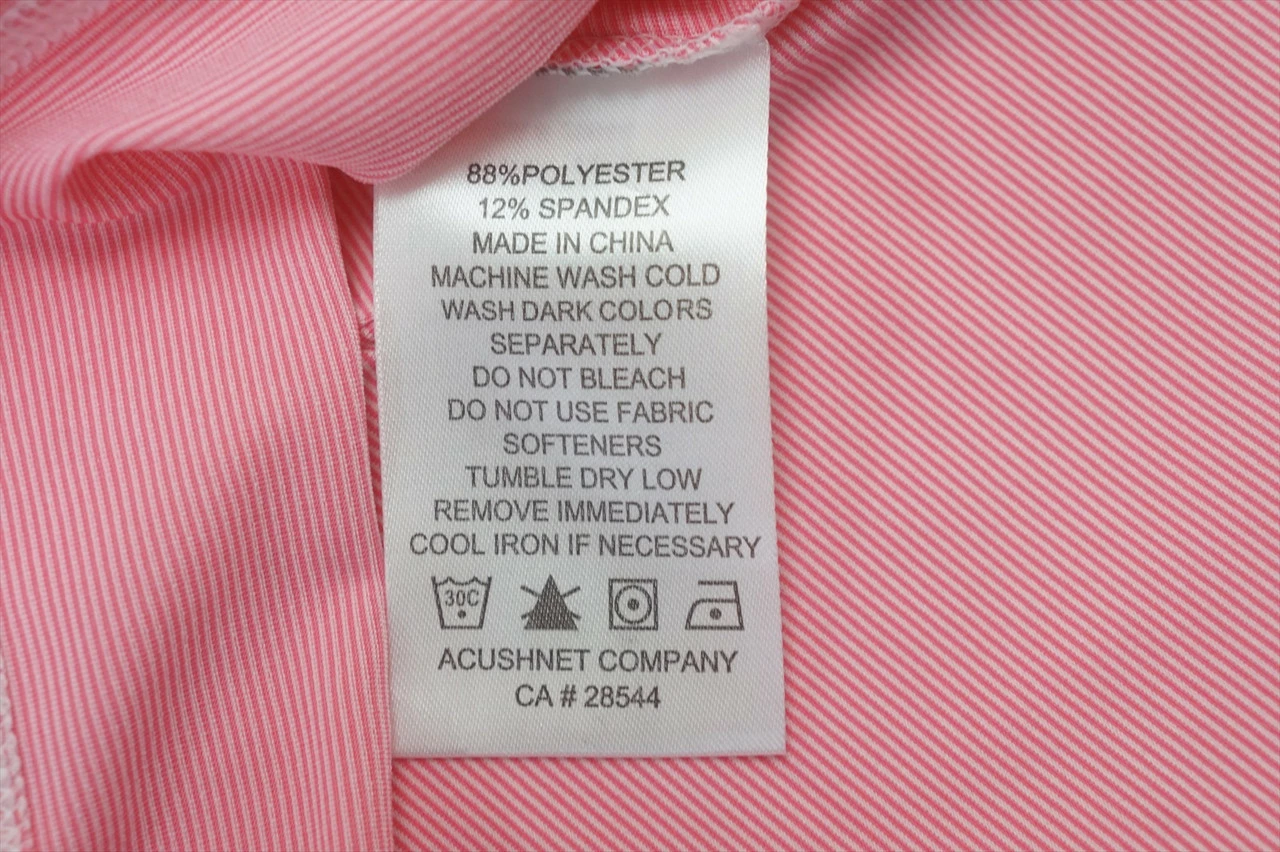 88%POLYESTER
12% SPANDEX
MADE IN CHINA
MACHINE WASH COLD
WASH DARK COLORS
SEPARATELY
DO NOT BLEACH
DO NOT USE FABRIC
SOFTENERS
TUMBLE DRY LOW
REMOVE IMMEDIATELY
COOL IRON IF NECESSARY
30C
ACUSHNET COMPANY
CA # 28544